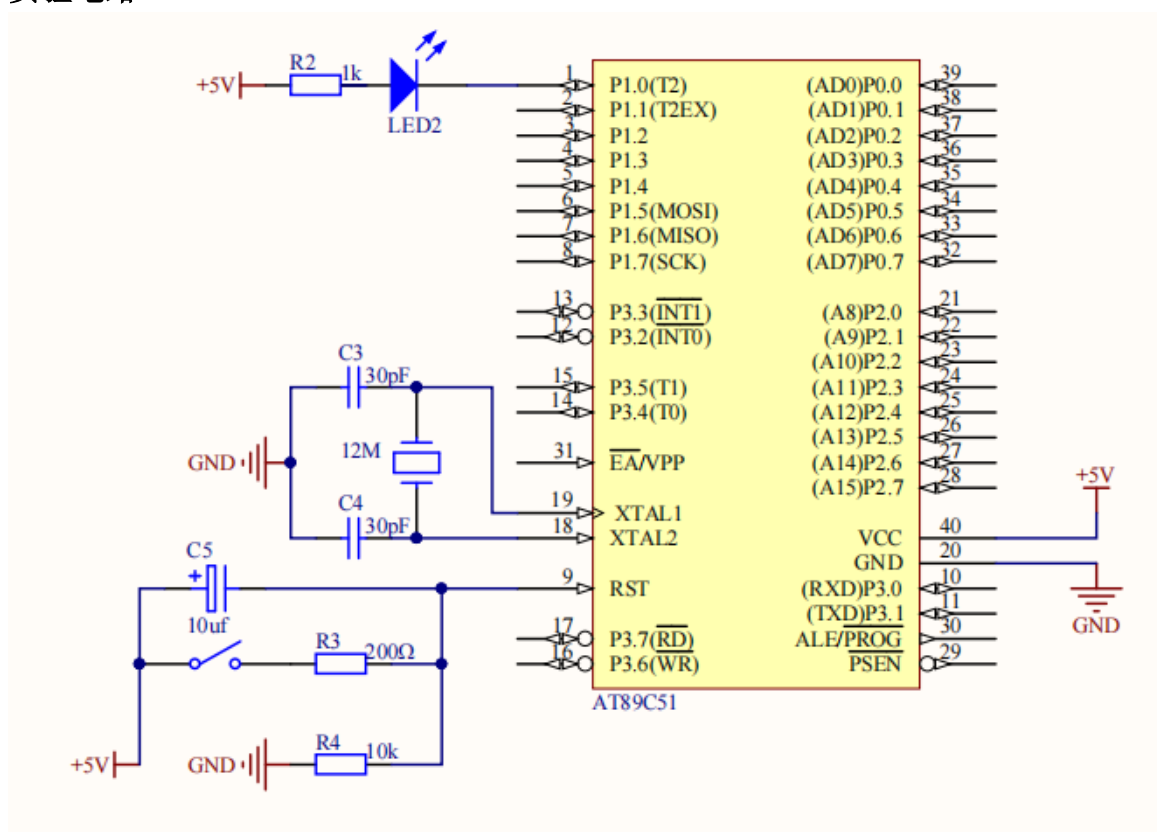 R2
1k
+5V
LED2
1 P1.0(T2) (AD0)P0.0 39
2 P1.1(T2EX) (AD1)P0.1 38
3 P1.2 (AD2)P0.2 37
4 P1.3 (AD3)P0.3 36
5 P1.4 (AD4)P0.4 35
6 P1.5(MOSI) (AD5)P0.5 34
7 P1.6(MISO) (AD6)P0.6 33
8 P1.7(SCK) (AD7)P0.7 32
13 P3.3(INT1) (A8)P2.0 21
12 P3.2(INT0) (A9)P2.1 22
(A10)P2.2 23
15 P3.5(T1) (A11)P2.3 24
14 P3.4(T0) (A12)P2.4 25
(A13)P2.5 26
31 EA/VPP (A14)P2.6 27
(A15)P2.7 28
19 XTAL1
18 XTAL2 VCC 40
GND 20
9 RST (RXD)P3.0 10
(TXD)P3.1 11
17 P3.7(RD) ALE/PROG 30
16 P3.6(WR) PSEN 29
AT89C51
C3
30pF
12M
GND
C4
30pF
C5
+
10uf
R3
200Ω
R4
10k
+5V
GND
+5V
GND